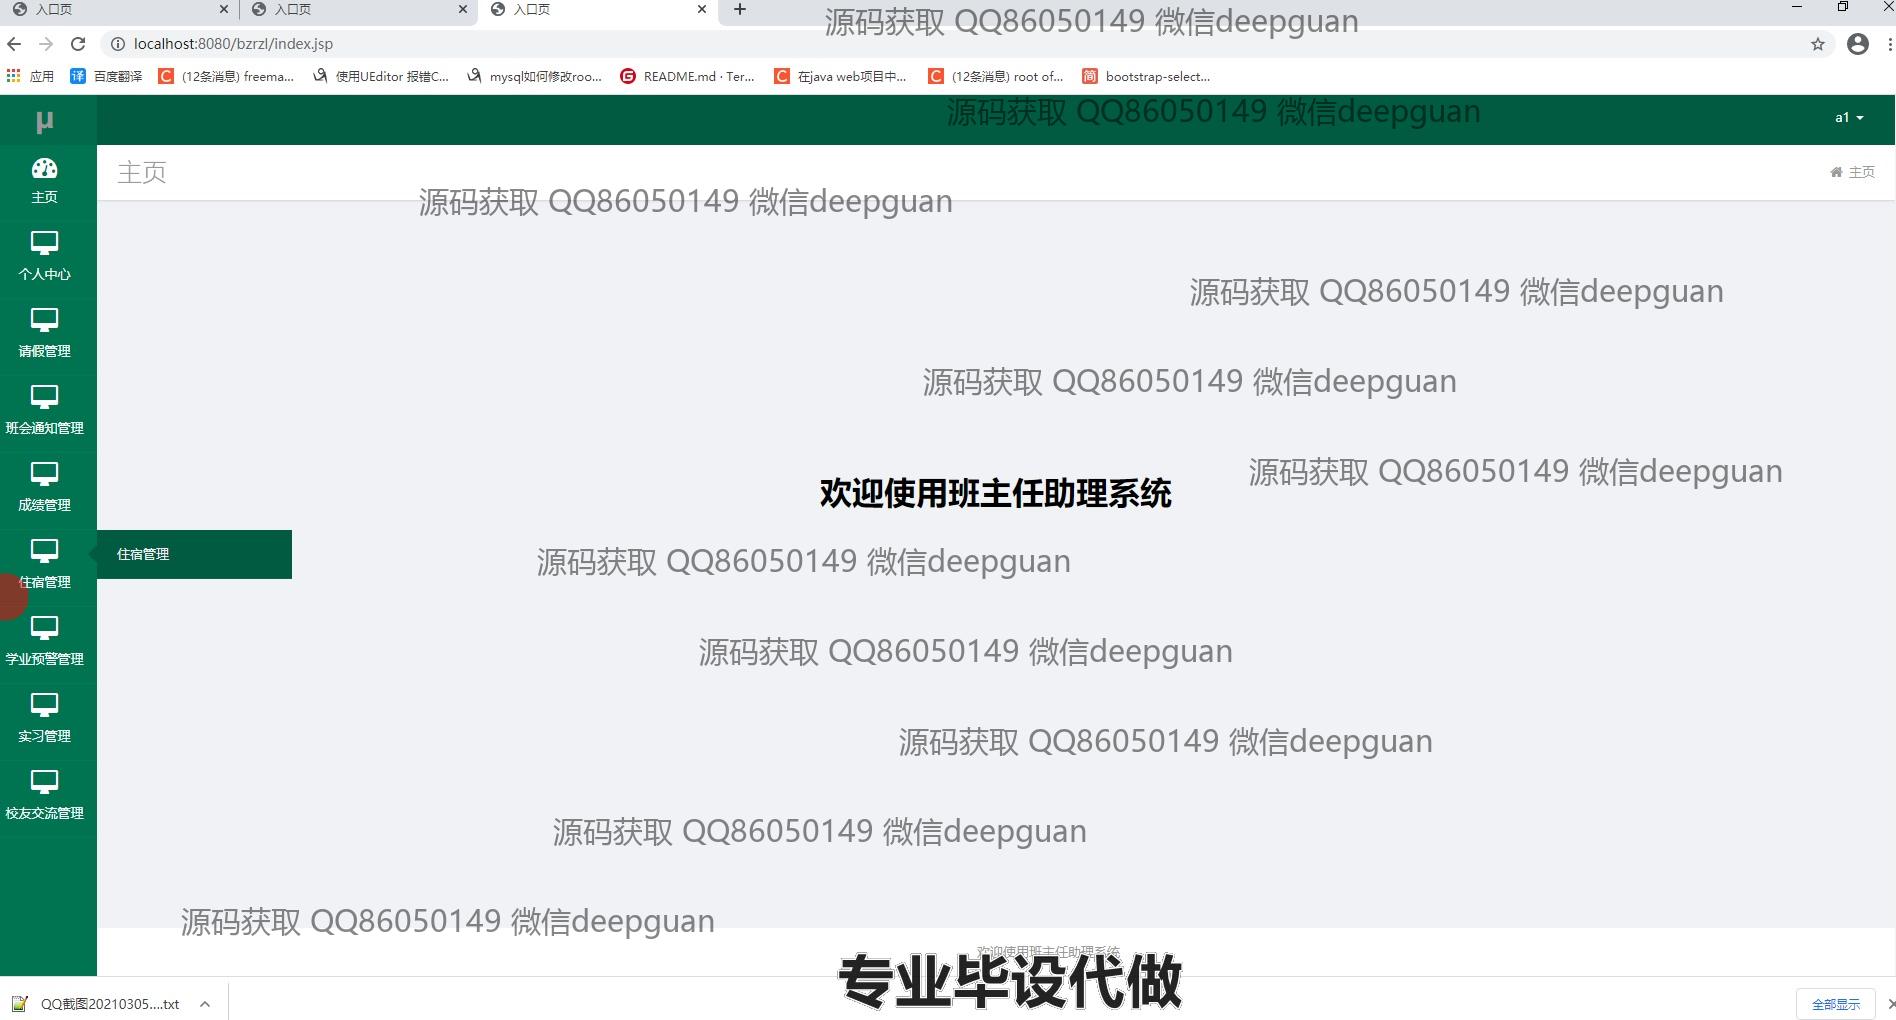 入口页
入口页
入口页
源码获取 QQ86050149 微信deepguan
localhost:8080/bzrzl/index.jsp
应用
百度翻译
(12条消息) freema...
使用UEditor 报错C...
mysql如何修改roo...
README.md · Ter...
在java web项目中...
(12条消息) root of...
bootstrap-select...
µ
源码获取 QQ86050149 微信deepguan
a1
主页
主页
主页
源码获取 QQ86050149 微信deepguan
个人中心
源码获取 QQ86050149 微信deepguan
请假管理
源码获取 QQ86050149 微信deepguan
班会通知管理
源码获取 QQ86050149 微信deepguan
成绩管理
欢迎使用班主任助理系统
住宿管理
住宿管理
源码获取 QQ86050149 微信deepguan
学业预警管理
源码获取 QQ86050149 微信deepguan
实习管理
源码获取 QQ86050149 微信deepguan
校友交流管理
源码获取 QQ86050149 微信deepguan
源码获取 QQ86050149 微信deepguan
欢迎使用班主任助理系统
专业毕设代做
QQ截图20210305....txt
全部显示